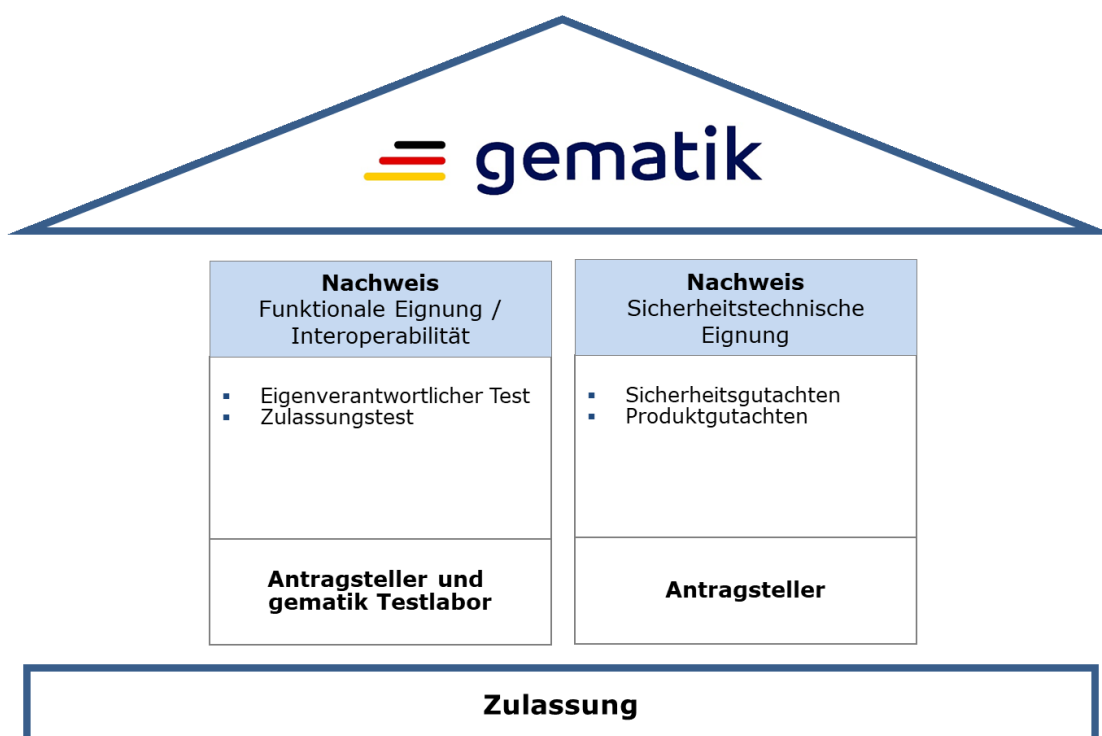 gematik
Nachweis
Funktionale Eignung /
Interoperabilität
Eigenverantwortlicher Test
Zulassungstest
Antragsteller und
gematik Testlabor
Nachweis
Sicherheitstechnische
Eignung
Sicherheitsgutachten
Produktgutachten
Antragsteller
Zulassung